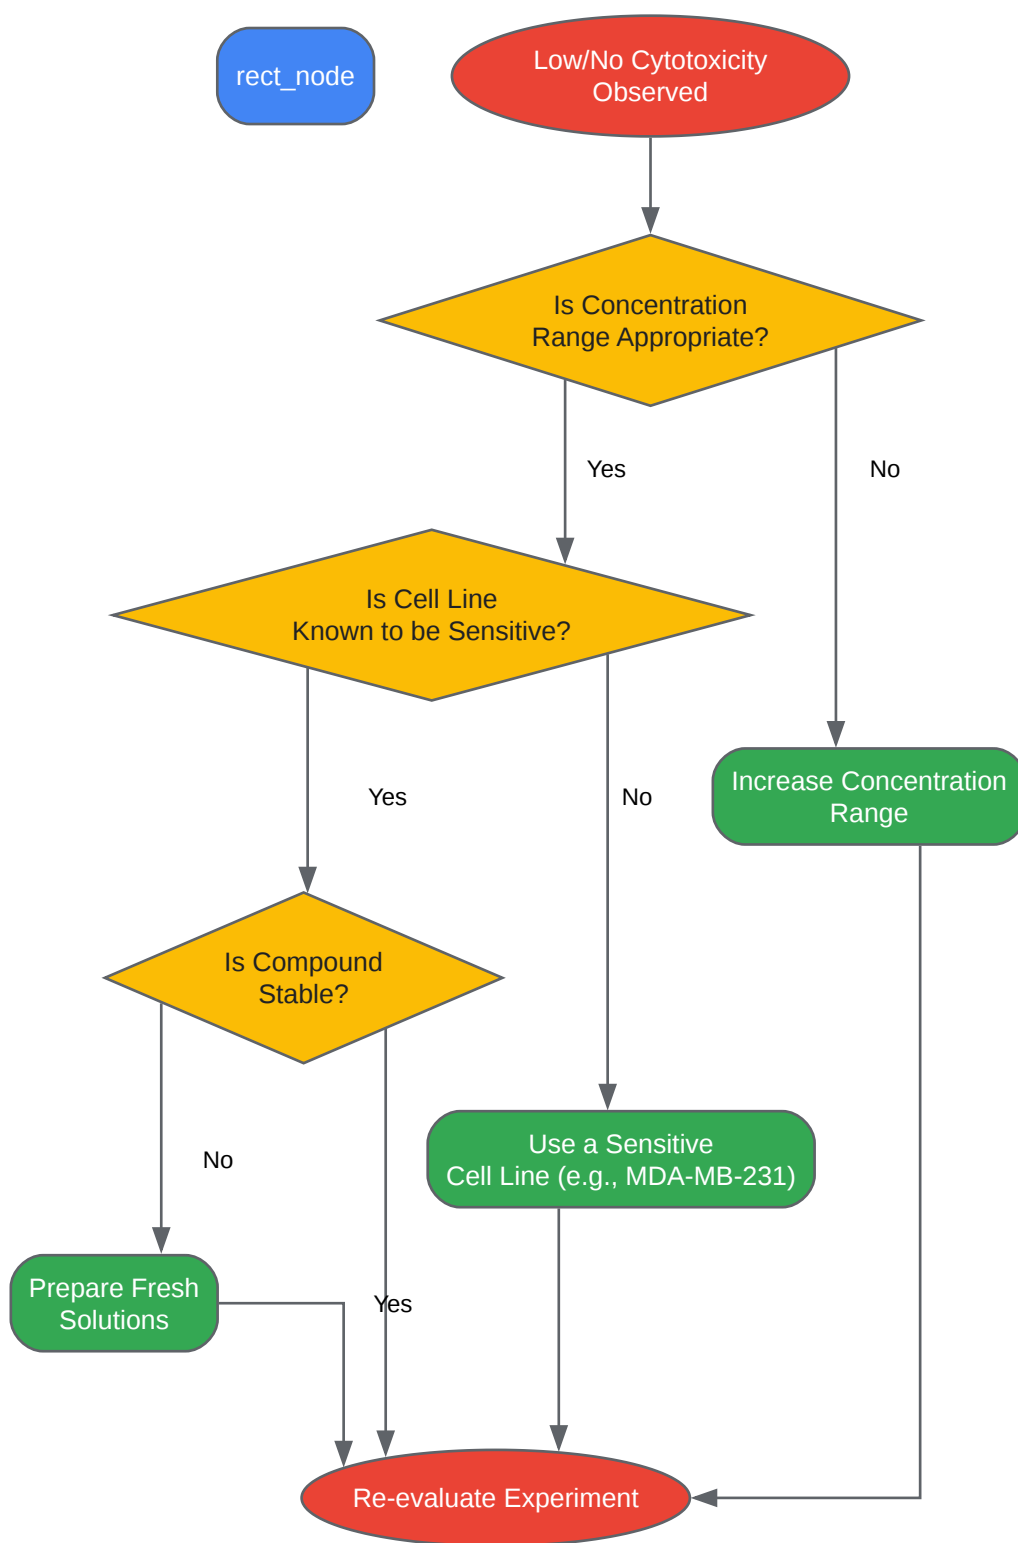 rect_node
Low/No Cytotoxicity
Observed
Is Concentration
Range Appropriate?
Yes
No
Is Cell Line
Known to be Sensitive?
Yes
No
Increase Concentration
Range
Is Compound
Stable?
No
Use a Sensitive
Cell Line (e.g., MDA-MB-231)
Prepare Fresh
Solutions
Yes
Re-evaluate Experiment